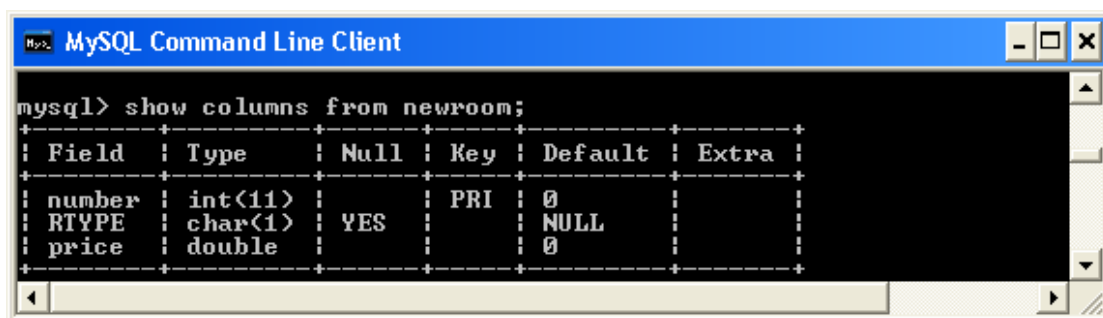 MySQL Command Line Client
mysql> show columns from newroom;
+---------+---------+------+-----+---------+-------+
| Field | Type | Null | Key | Default | Extra |
+---------+---------+------+-----+---------+-------+
| number | int(11) | | PRI | 0 | |
| RTYPE | char(1) | YES | | NULL | |
| price | double | | | 0 | |
+---------+---------+------+-----+---------+-------+